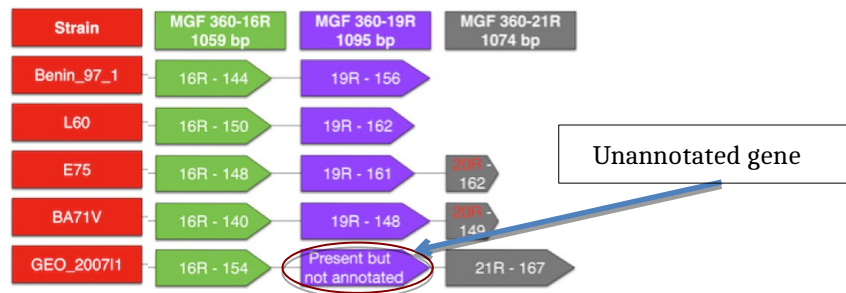 Strain
MGF 360-16R
1059 bp
MGF 360-19R
1095 bp
MGF 360-21R
1074 bp
Benin_97_1
16R - 144
19R - 156
L60
16R - 150
19R - 162
E75
16R - 148
19R - 161
20R -
162
Unannotated gene
BA71V
16R - 140
19R - 148
20R -
149
GEO_2007I1
16R - 154
Present but
not annotated
21R - 167